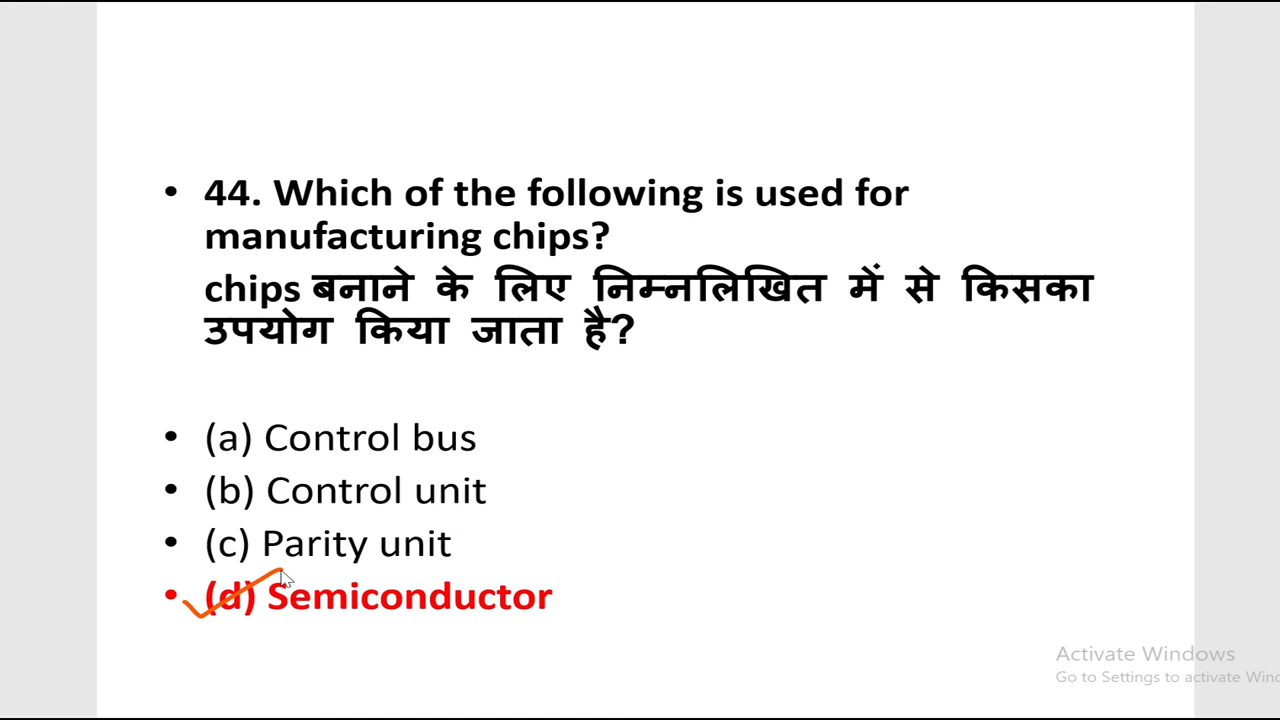 • 44. Which of the following is used for
manufacturing chips?
chips बनाने के लिए निम्नलिखित में से किसका
उपयोग किया जाता है?
• (a) Control bus
• (b) Control unit
• (c) Parity unit
• (d) Semiconductor
Activate Windows
Go to Settings to activate Win